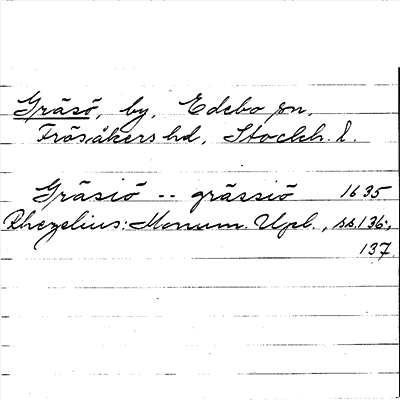 Gräsö, by, Edebo sn,
Frösåkers hd, Stockh. l.
Gräsiö -- grässiö 1635
Rhezelius: Monum. Upl., ss. 136,
137.